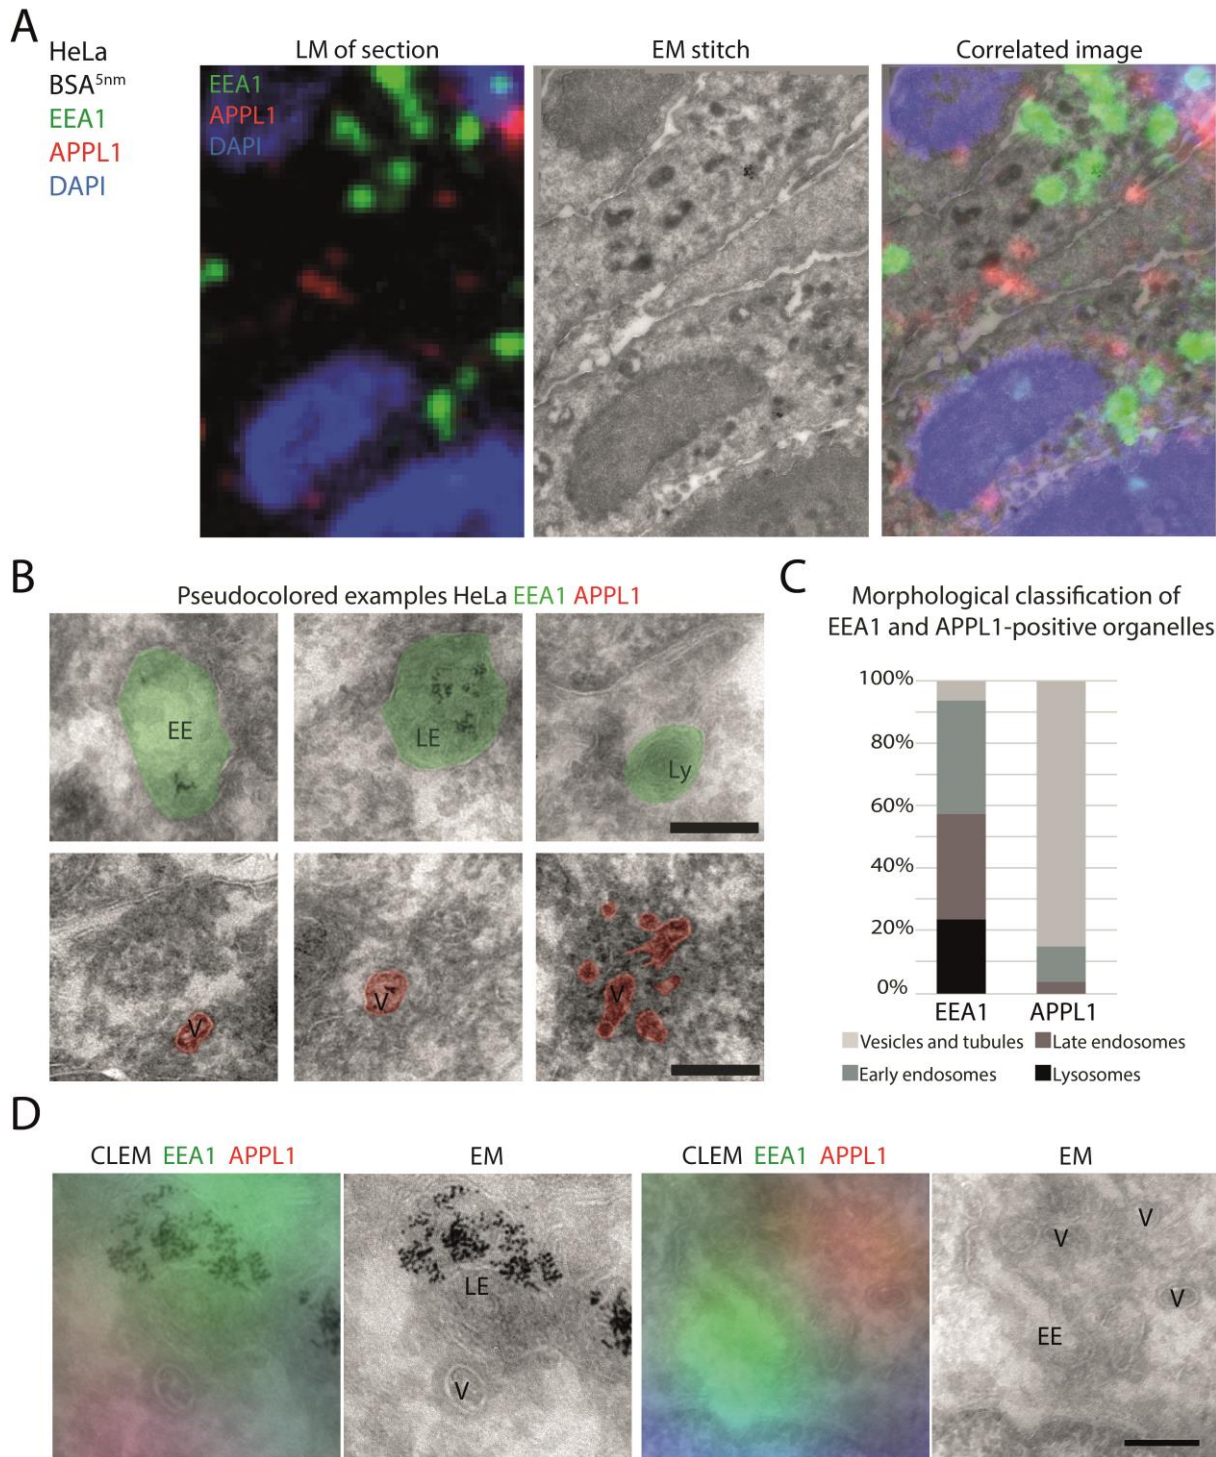 A
HeLa
BSA5nm
EEA1
APPL1
DAPI
LM of section
EM stitch
Correlated image
EEA1
APPL1
DAPI
B
Pseudocolored examples HeLa EEA1 APPL1
EE
LE
Ly
V
V
V
C
Morphological classification of
EEA1 and APPL1-positive organelles
100%
80%
60%
40%
20%
0%
EEA1
APPL1
Vesicles and tubules
Late endosomes
Early endosomes
Lysosomes
D
CLEM EEA1 APPL1
EM
CLEM EEA1 APPL1
EM
LE
V
V
V
V
EE